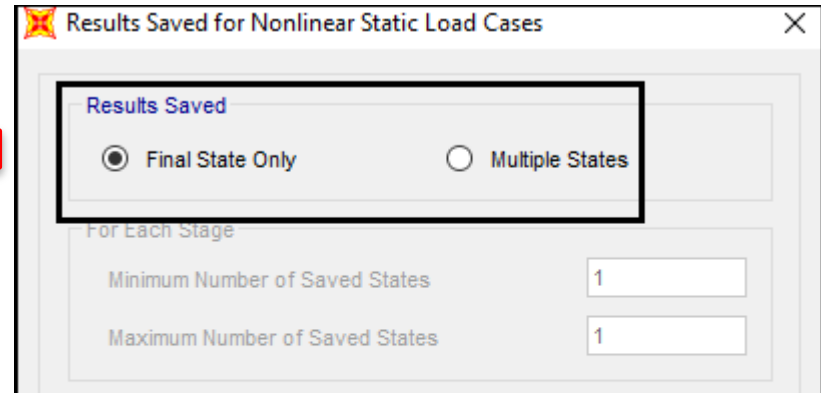 Results Saved for Nonlinear Static Load Cases
Results Saved
Final State Only Multiple States
For Each Stage
Minimum Number of Saved States 1
Maximum Number of Saved States 1